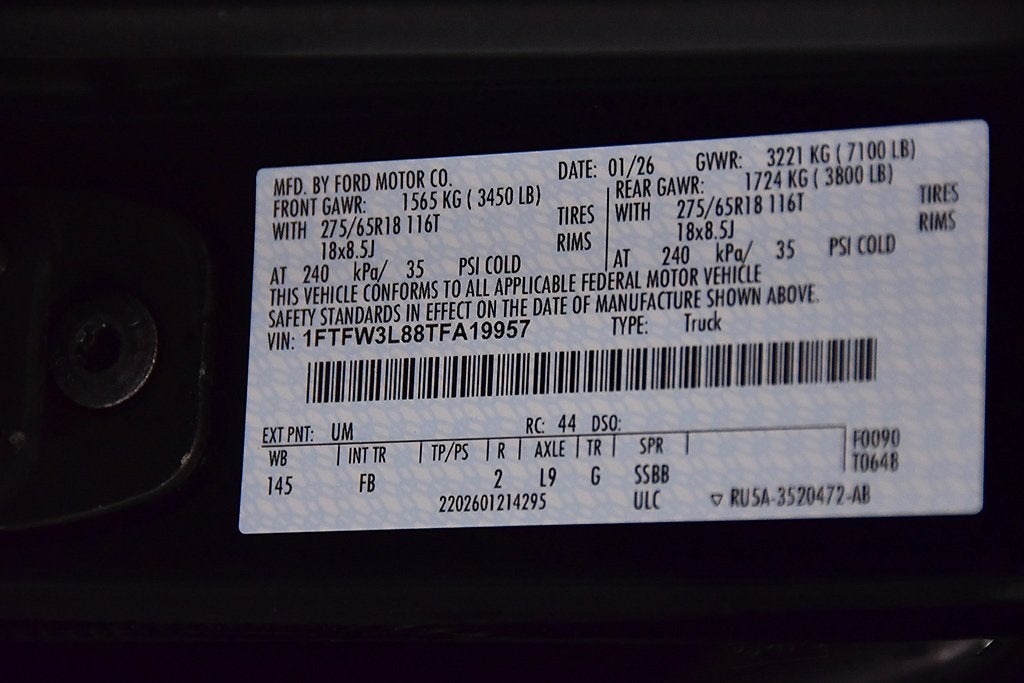 MFD. BY FORD MOTOR CO. DATE: 01/26 GVWR: 3221 KG ( 7100 LB)
FRONT GAWR: 1565 KG ( 3450 LB) REAR GAWR: 1724 KG ( 3800 LB)
WITH 275/65R18 116T TIRES WITH 275/65R18 116T TIRES
18x8.5J RIMS 18x8.5J RIMS
AT 240 kPa/ 35 PSI COLD AT 240 kPa/ 35 PSI COLD
THIS VEHICLE CONFORMS TO ALL APPLICABLE FEDERAL MOTOR VEHICLE
SAFETY STANDARDS IN EFFECT ON THE DATE OF MANUFACTURE SHOWN ABOVE.
VIN: 1FTFW3L88TFA19957 TYPE: Truck
EXT PNT: UM RC: 44 DSO:
WB INT TR TP/PS R AXLE TR SPR F0090
145 FB 2 L9 G SSBB T0648
2202601214295 ULC ▽ RU5A-3520472-AB